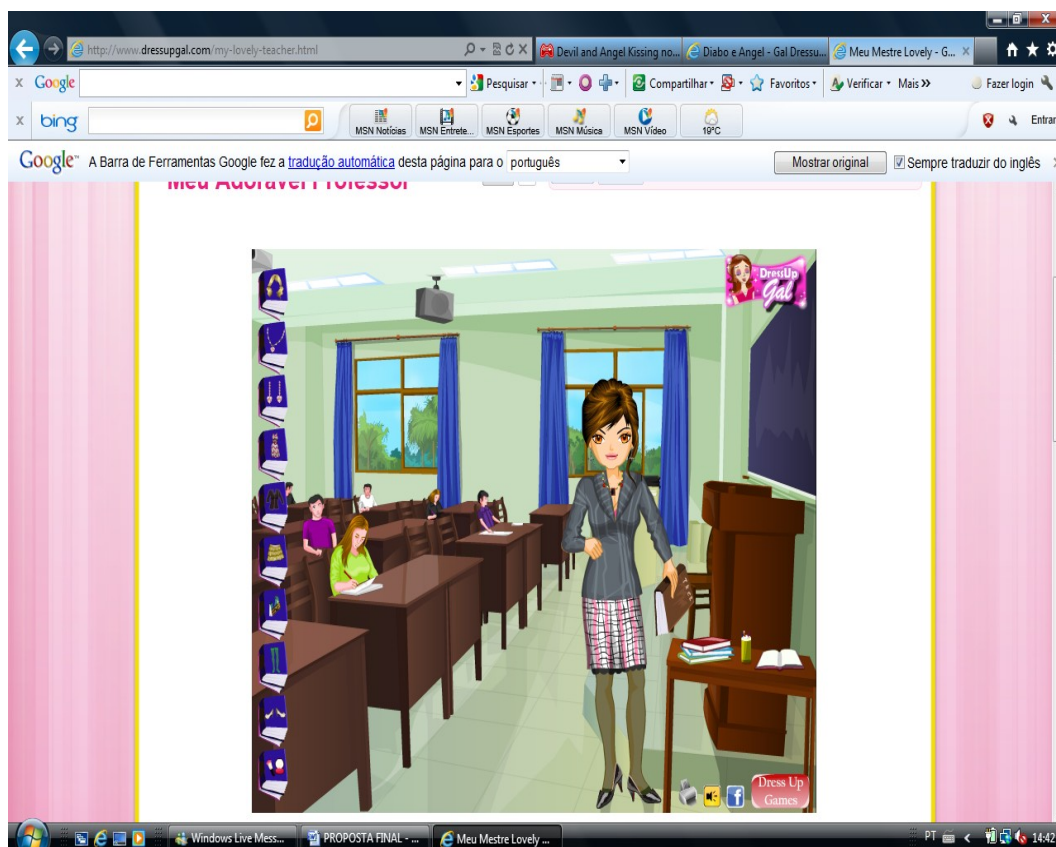 http://www.dressupgal.com/my-lovely-teacher.html
Devil and Angel Kissing no...
Diabo e Angel - Gal Dressu...
Meu Mestre Lovely - G...
x Google
Pesquisar
Compartilhar
Favoritos
Verificar
Mais »
Fazer login
x bing
MSN Notícias
MSN Entrete...
MSN Esportes
MSN Música
MSN Vídeo
19°C
Entrar
Google™ A Barra de Ferramentas Google fez a tradução automática desta página para o português
Mostrar original
Sempre traduzir do inglês
Meu Adorável Professor
DressUp
Gal
Dress Up
Games
Windows Live Mess...
PROPOSTA FINAL - ...
Meu Mestre Lovely ...
PT
14:42